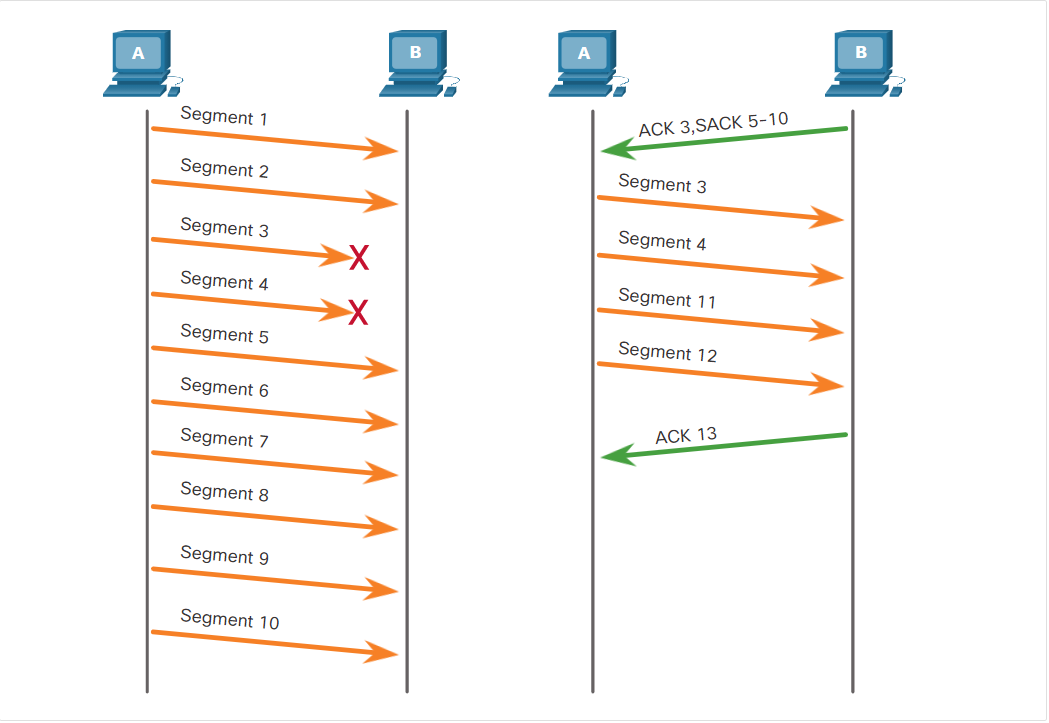 A
B
Segment 1
Segment 2
Segment 3
X
Segment 4
X
Segment 5
Segment 6
Segment 7
Segment 8
Segment 9
Segment 10
A
B
ACK 3,SACK 5-10
Segment 3
Segment 4
Segment 11
Segment 12
ACK 13